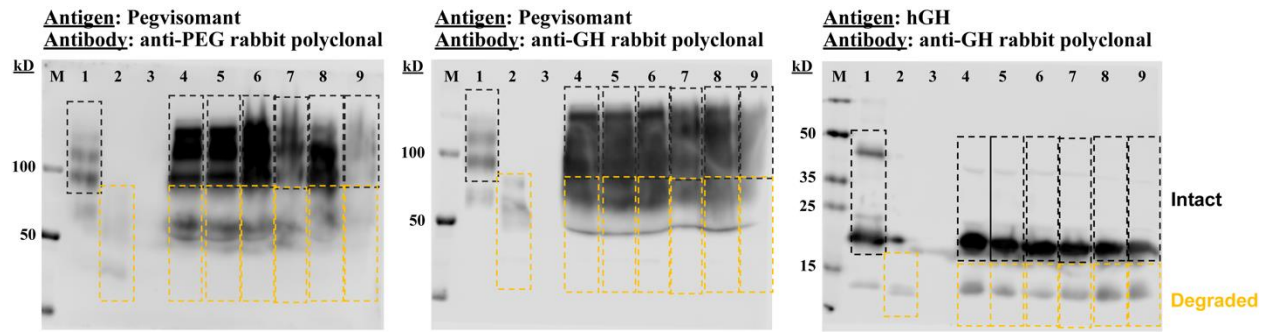 Antigen: Pegvisomant
Antibody: anti-PEG rabbit polyclonal
kD M 1 2 3 4 5 6 7 8 9
100
50
Antigen: Pegvisomant
Antibody: anti-GH rabbit polyclonal
kD M 1 2 3 4 5 6 7 8 9
100
50
Antigen: hGH
Antibody: anti-GH rabbit polyclonal
kD M 1 2 3 4 5 6 7 8 9
50
35
25
15
Intact
Degraded